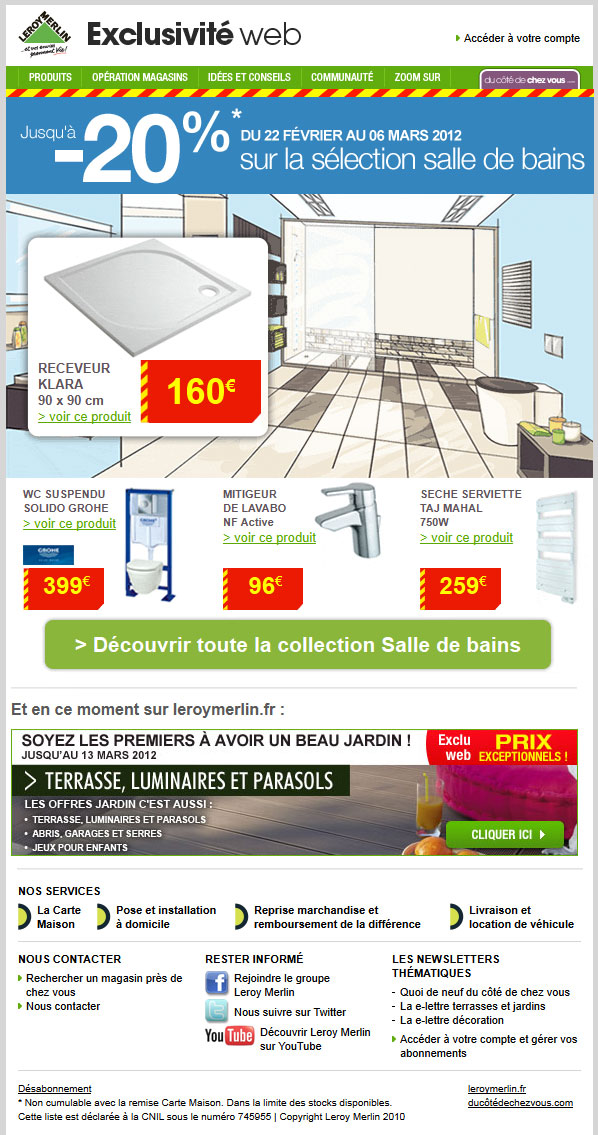 LEROY MERLIN
...et vos envies prennent vie!
Exclusivité web
Accéder à votre compte
PRODUITS
OPÉRATION MAGASINS
IDÉES ET CONSEILS
COMMUNAUTÉ
ZOOM SUR
du côté de chez vous .com
Jusqu'à
-20%*
DU 22 FÉVRIER AU 06 MARS 2012
sur la sélection salle de bains
RECEVEUR
KLARA
90 x 90 cm
> voir ce produit
160€
WC SUSPENDU
SOLIDO GROHE
> voir ce produit
GROHE
399€
MITIGEUR
DE LAVABO
NF Active
> voir ce produit
96€
SECHE SERVIETTE
TAJ MAHAL
750W
> voir ce produit
259€
> Découvrir toute la collection Salle de bains
Et en ce moment sur leroymerlin.fr :
SOYEZ LES PREMIERS À AVOIR UN BEAU JARDIN !
JUSQU'AU 13 MARS 2012
Exclu
web
PRIX
EXCEPTIONNELS !
> TERRASSE, LUMINAIRES ET PARASOLS
LES OFFRES JARDIN C'EST AUSSI :
• TERRASSE, LUMINAIRES ET PARASOLS
• ABRIS, GARAGES ET SERRES
• JEUX POUR ENFANTS
CLIQUER ICI
NOS SERVICES
La Carte
Maison
Pose et installation
à domicile
Reprise marchandise et
remboursement de la différence
Livraison et
location de véhicule
NOUS CONTACTER
Rechercher un magasin près de
chez vous
Nous contacter
RESTER INFORMÉ
Rejoindre le groupe
Leroy Merlin
Nous suivre sur Twitter
YouTube
Découvrir Leroy Merlin
sur YouTube
LES NEWSLETTERS
THÉMATIQUES
- Quoi de neuf du côté de chez vous
- La e-lettre terrasses et jardins
- La e-lettre décoration
Accéder à votre compte et gérer vos
abonnements
Désabonnement
* Non cumulable avec la remise Carte Maison. Dans la limite des stocks disponibles.
Cette liste est déclarée à la CNIL sous le numéro 745955 | Copyright Leroy Merlin 2010
leroymerlin.fr
ducôtédechezvous.com